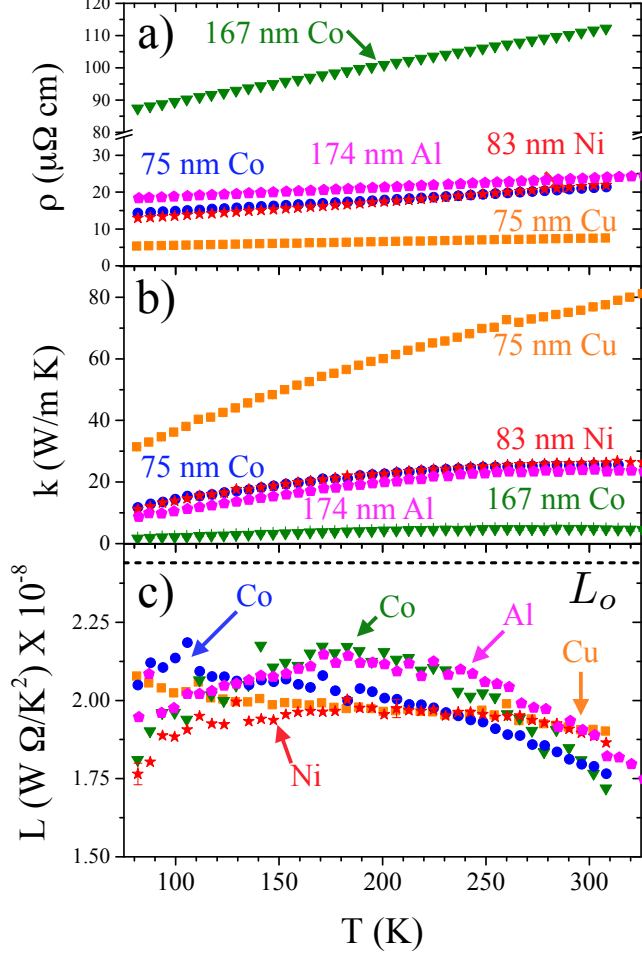 a)
167 nm Co
120
110
100
90
80
30
20
10
0
ρ (μΩ cm)
75 nm Co
174 nm Al
83 nm Ni
75 nm Cu
b)
80
60
40
20
0
k (W/m K)
75 nm Cu
83 nm Ni
75 nm Co
174 nm Al
167 nm Co
c)
L (W Ω/K²) X 10⁻⁸
2.25
2.00
1.75
1.50
Lₒ
Co
Co
Al
Cu
Ni
100
150
200
250
300
T (K)